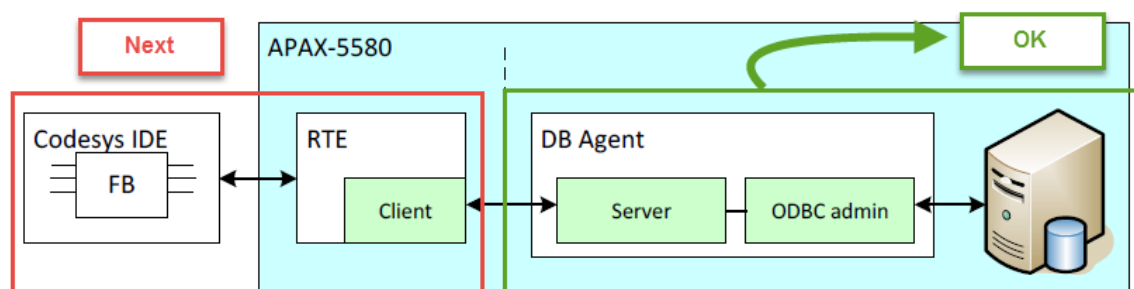 Next
APAX-5580
OK
Codesys IDE
FB
RTE
Client
DB Agent
Server
ODBC admin